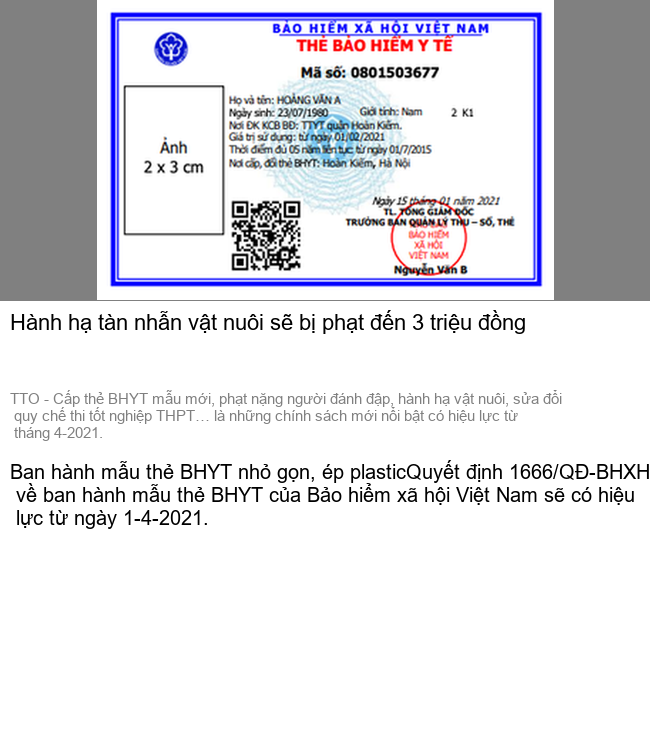 BẢO HIỂM XÃ HỘI VIỆT NAM
THẺ BẢO HIỂM Y TẾ
Mã số: 0801503677
Họ và tên: HOÀNG VĂN A
Ngày sinh: 23/07/1980 Giới tính: Nam 2 K1
Nơi ĐK KCB BĐ: TTYT quận Hoàn Kiếm.
Giá trị sử dụng: từ ngày 01/02/2021
Thời điểm đủ 05 năm liên tục: từ ngày 01/7/2015
Nơi cấp, đổi thẻ BHYT: Hoàn Kiếm, Hà Nội
Ảnh
2 x 3 cm
Ngày 15 tháng 01 năm 2021
TL. TỔNG GIÁM ĐỐC
TRƯỞNG BAN QUẢN LÝ THU – SỔ, THẺ
BẢO HIỂM
XÃ HỘI
VIỆT NAM
Nguyễn Văn B
Hành hạ tàn nhẫn vật nuôi sẽ bị phạt đến 3 triệu đồng
TTO - Cấp thẻ BHYT mẫu mới, phạt nặng người đánh đập, hành hạ vật nuôi, sửa đổi
quy chế thi tốt nghiệp THPT… là những chính sách mới nổi bật có hiệu lực từ
tháng 4-2021.
Ban hành mẫu thẻ BHYT nhỏ gọn, ép plasticQuyết định 1666/QĐ-BHXH
về ban hành mẫu thẻ BHYT của Bảo hiểm xã hội Việt Nam sẽ có hiệu
lực từ ngày 1-4-2021.